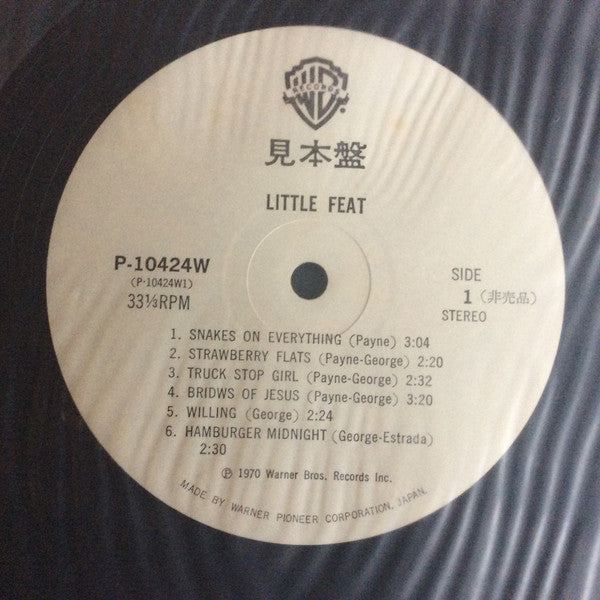 RECORDS
見本盤
LITTLE FEAT
P-10424W
(P-10424W1)
33⅓RPM
SIDE
1 (非売品)
STEREO
1. SNAKES ON EVERYTHING (Payne) 3:04
2. STRAWBERRY FLATS (Payne-George) 2:20
3. TRUCK STOP GIRL (Payne-George) 2:32
4. BRIDWS OF JESUS (Payne-George) 3:20
5. WILLING (George) 2:24
6. HAMBURGER MIDNIGHT (George-Estrada)
2:30
Ⓟ 1970 Warner Bros. Records Inc.
MADE BY WARNER PIONEER CORPORATION, JAPAN.